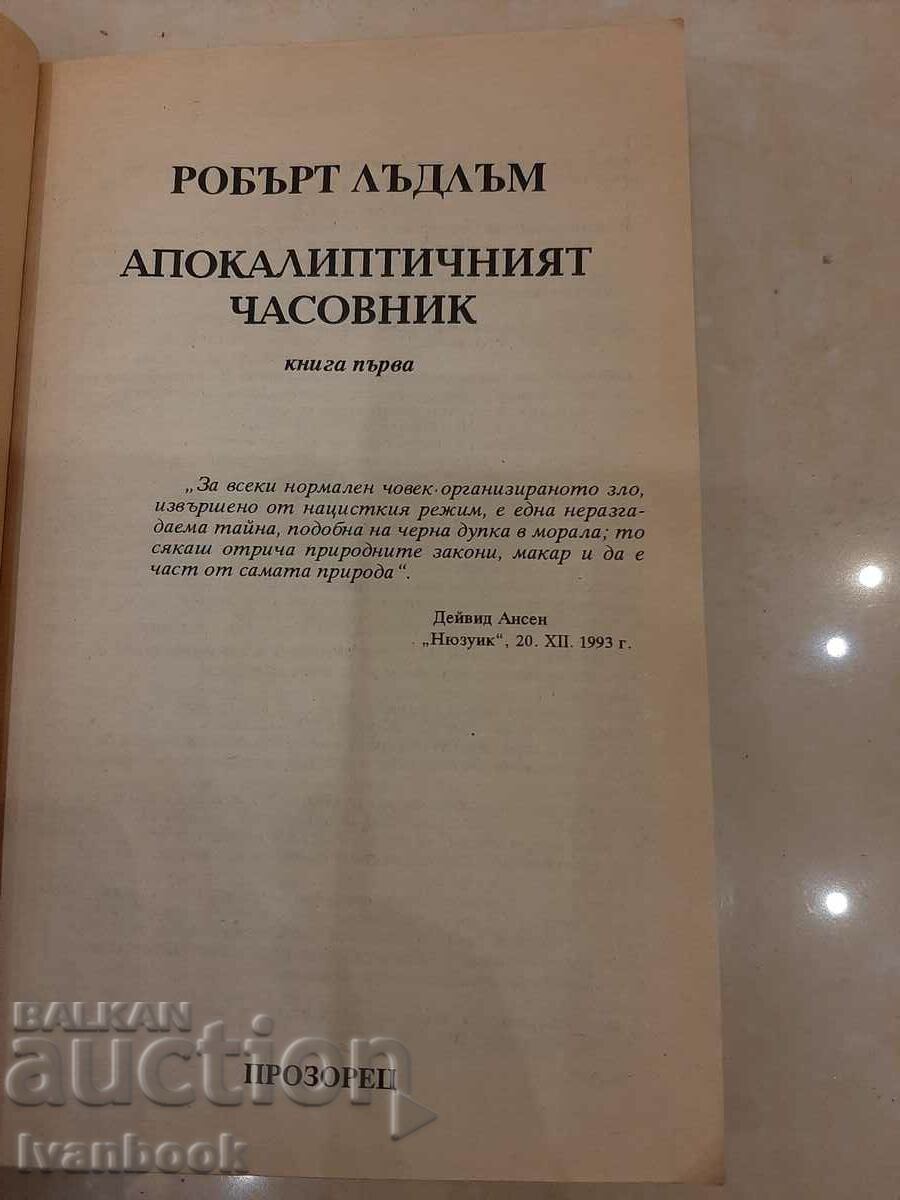 РОБЪРТ ЛЪДЛЪМ
АПОКАЛИПТИЧНИЯТ
ЧАСОВНИК
книга първа
„За всеки нормален човек организираното зло,
извършено от нацисткия режим, е една неразга-
даема тайна, подобна на черна дупка в морала; то
сякаш отрича природните закони, макар и да е
част от самата природа“.
Дейвид Ансен
„Нюзуик“, 20. XII. 1993 г.
ПРОЗОРЕЦ
BALKAN
auction
Ivanbook